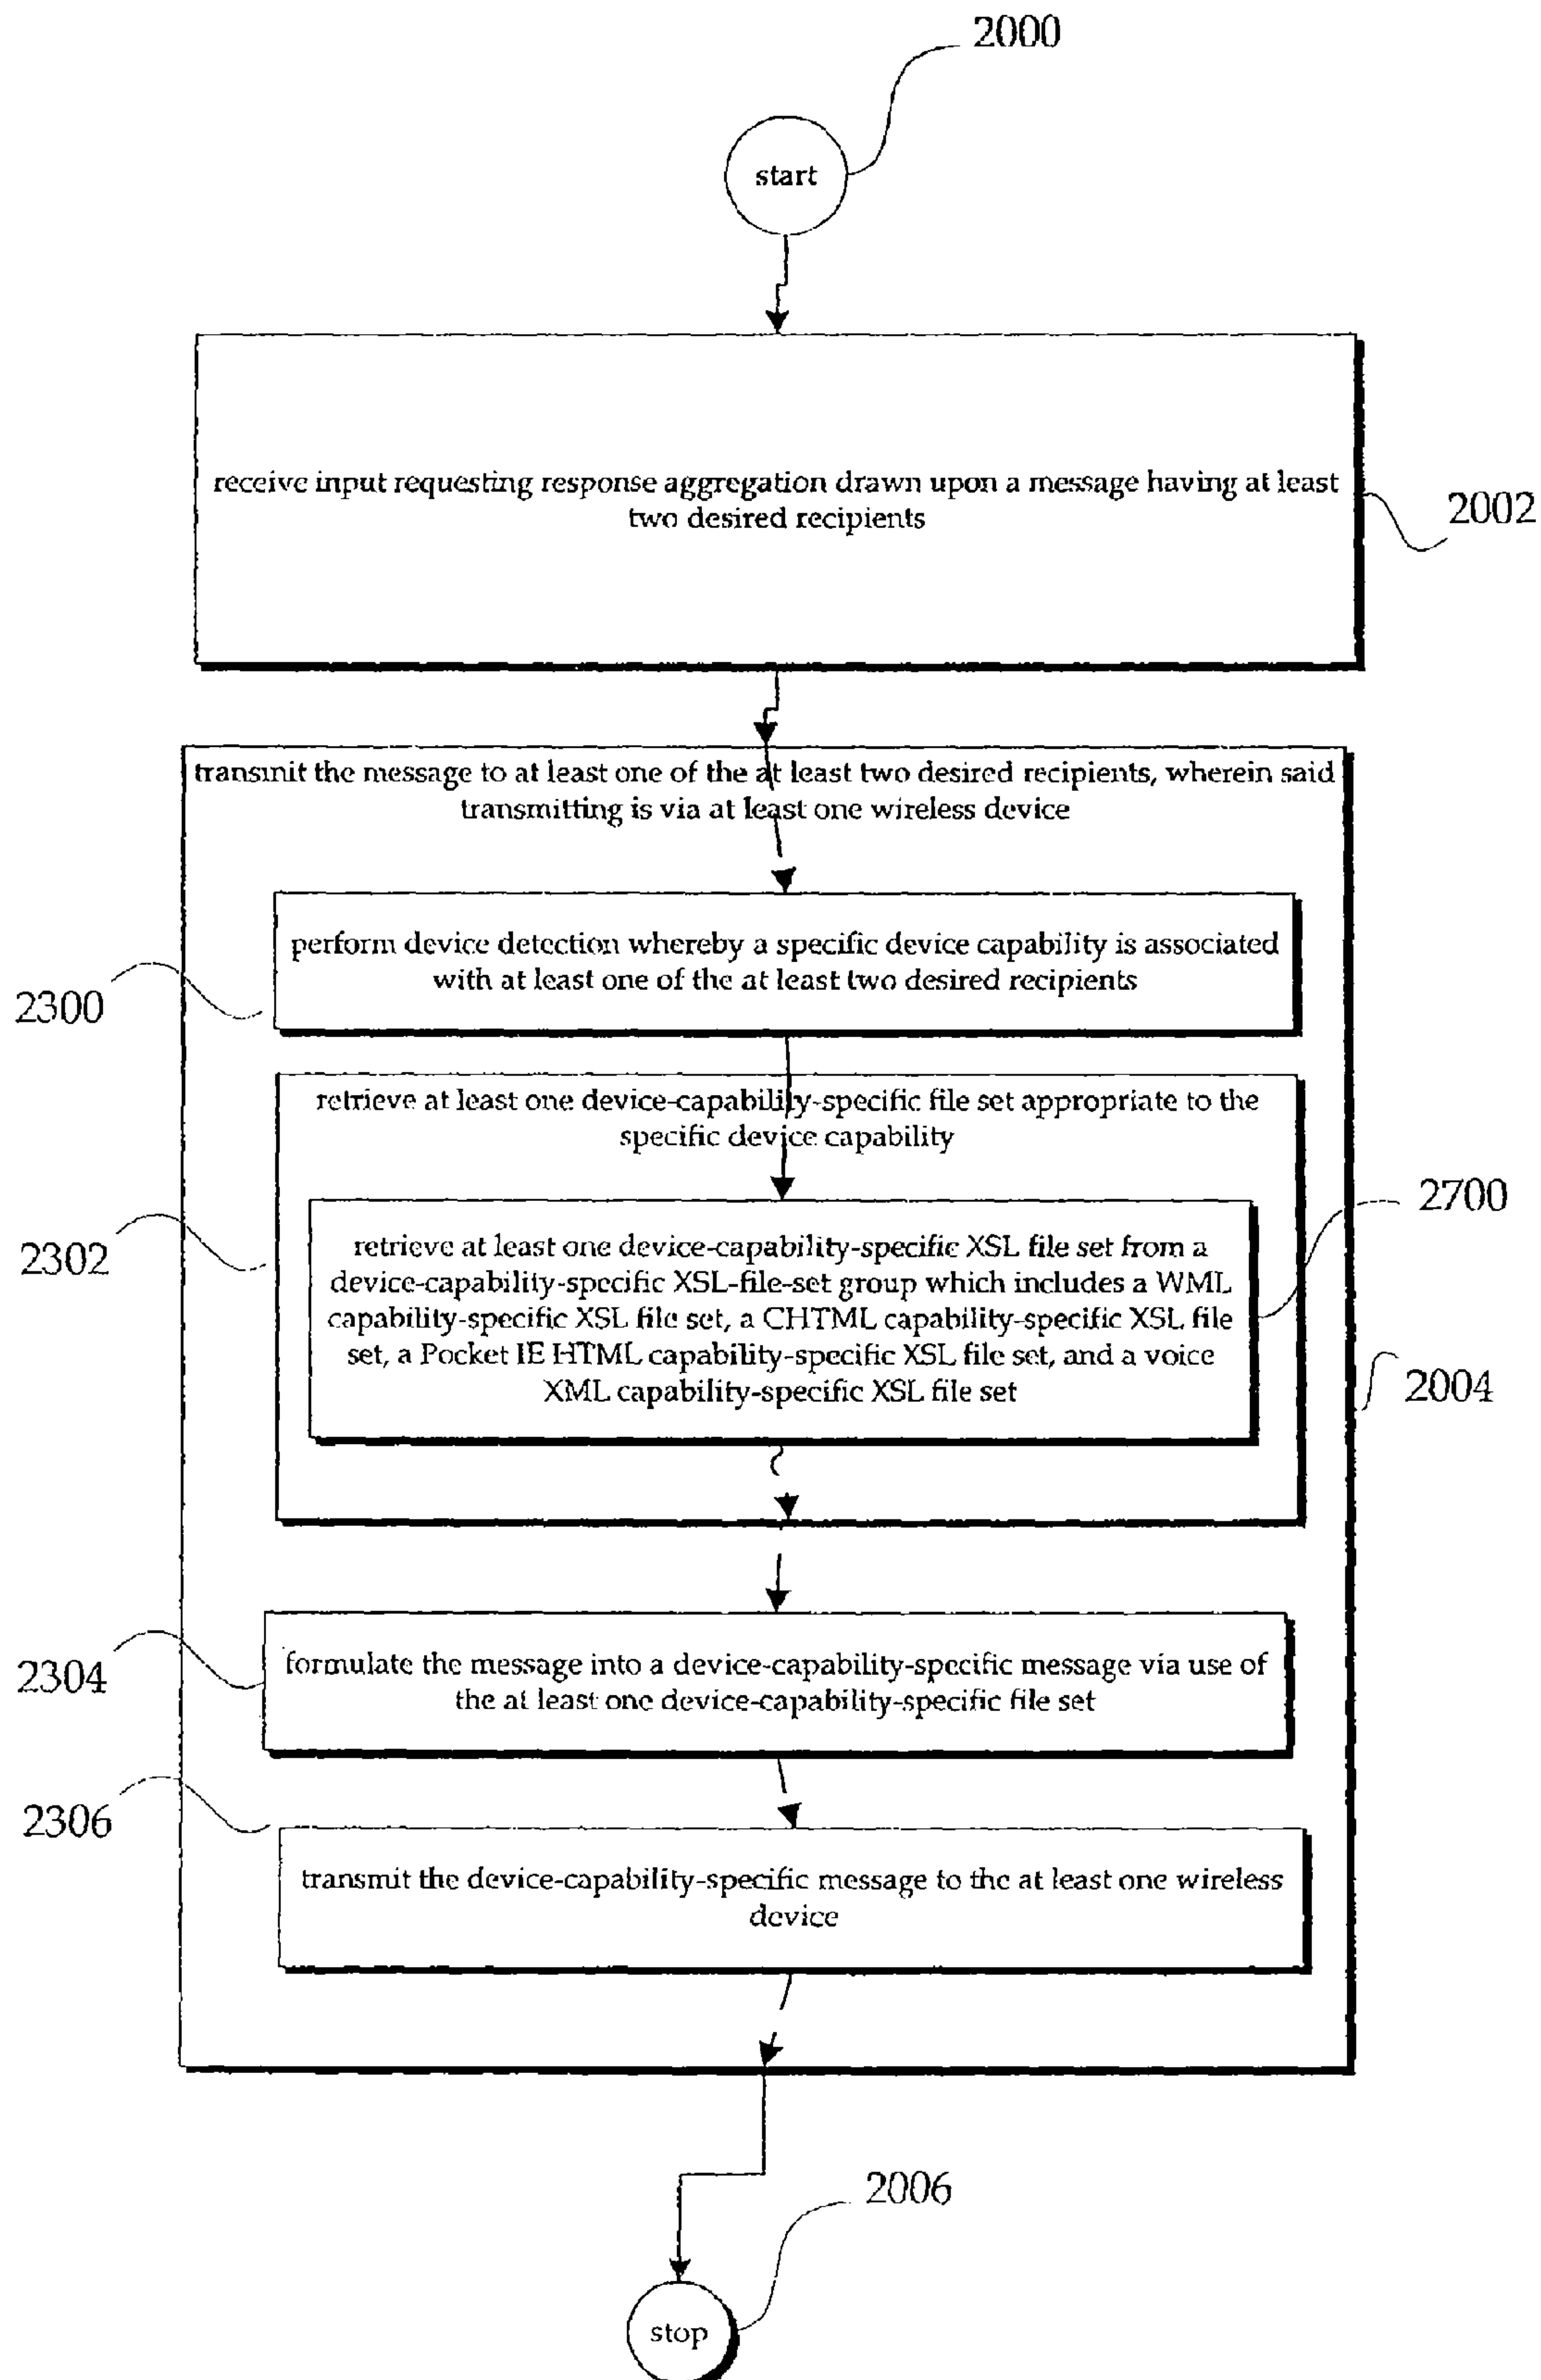 2000
start
receive input requesting response aggregation drawn upon a message having at least
two desired recipients
2002
transmit the message to at least one of the at least two desired recipients, wherein said
transmitting is via at least one wireless device
perform device detection whereby a specific device capability is associated
with at least one of the at least two desired recipients
2300
retrieve at least one device-capability-specific file set appropriate to the
specific device capability
2700
2302
retrieve at least one device-capability-specific XSL file set from a
device-capability-specific XSL-file-set group which includes a WML
capability-specific XSL file set, a CHTML capability-specific XSL file
set, a Pocket IE HTML capability-specific XSL file set, and a voice
XML capability-specific XSL file set
2004
2304
formulate the message into a device-capability-specific message via use of
the at least one device-capability-specific file set
2306
transmit the device-capability-specific message to the at least one wireless
device
2006
stop